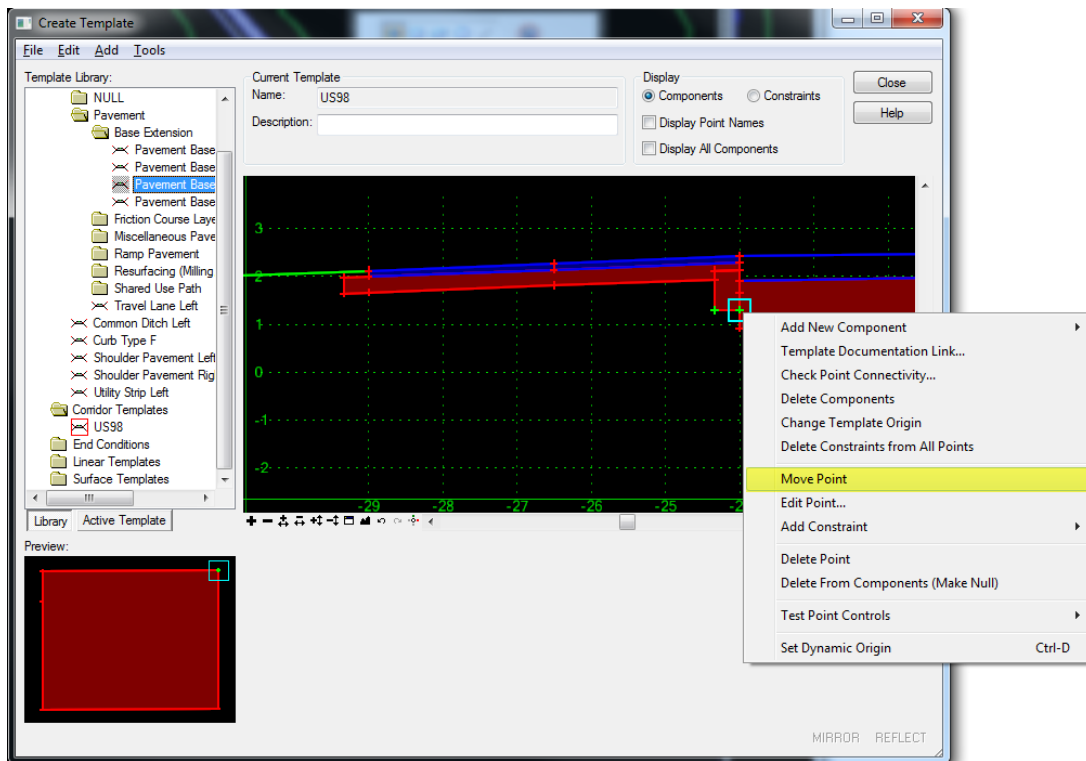 Create Template
File Edit Add Tools
Template Library:
NULL
Pavement
Base Extension
Pavement Base
Pavement Base
Pavement Base
Pavement Base
Friction Course Laye
Miscellaneous Pave
Ramp Pavement
Resurfacing (Milling
Shared Use Path
Travel Lane Left
Common Ditch Left
Curb Type F
Shoulder Pavement Left
Shoulder Pavement Rig
Utility Strip Left
Corridor Templates
US98
End Conditions
Linear Templates
Surface Templates
Library Active Template
Preview:
Current Template
Name: US98
Description:
Display
Components Constraints
Display Point Names
Display All Components
Close
Help
3
2
1
0
-1
-2
-29 -28 -27 -26 -25 -2
Add New Component
Template Documentation Link...
Check Point Connectivity...
Delete Components
Change Template Origin
Delete Constraints from All Points
Move Point
Edit Point...
Add Constraint
Delete Point
Delete From Components (Make Null)
Test Point Controls
Set Dynamic Origin Ctrl-D
MIRROR REFLECT